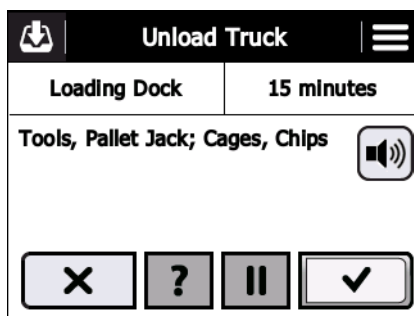 Unload Truck
Loading Dock 15 minutes
Tools, Pallet Jack; Cages, Chips
?